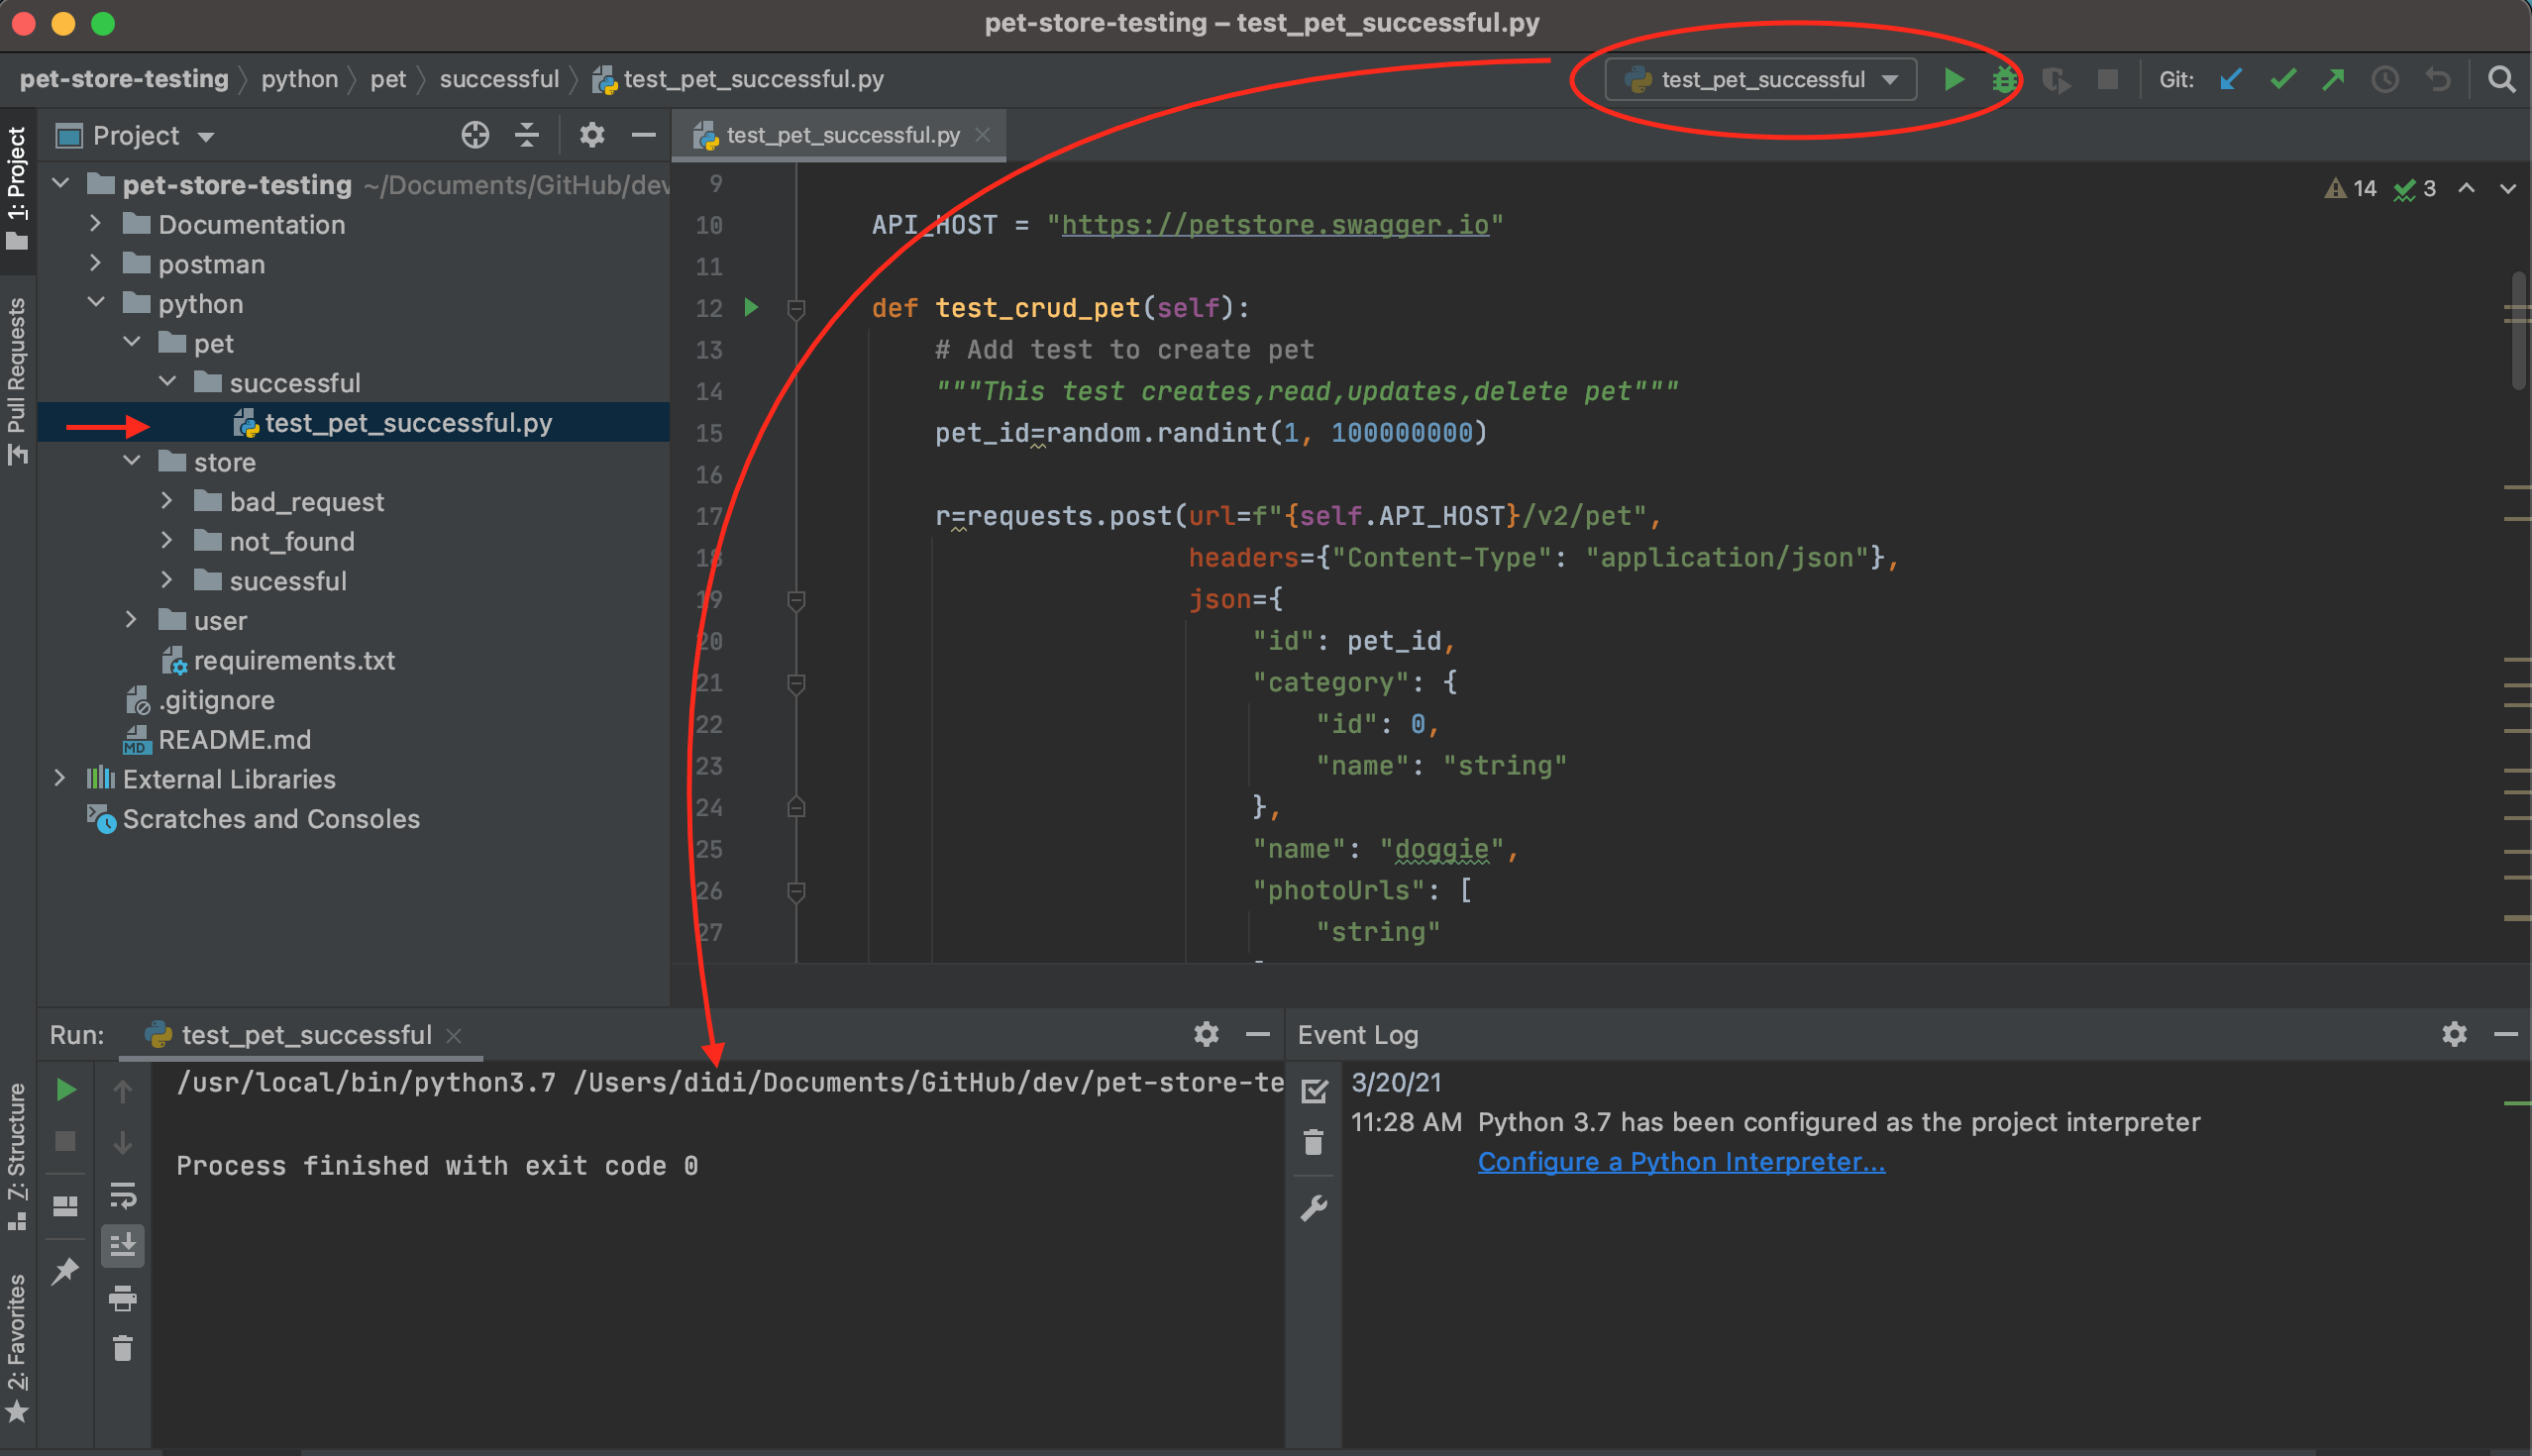 pet-store-testing – test_pet_successful.py
pet-store-testing python pet successful test_pet_successful.py
test_pet_successful
Git:
1: Project
Pull Requests
7: Structure
2: Favorites
Project
pet-store-testing ~/Documents/GitHub/dev
Documentation
postman
python
pet
successful
test_pet_successful.py
store
bad_request
not_found
sucessful
user
requirements.txt
.gitignore
MD README.md
External Libraries
Scratches and Consoles
test_pet_successful.py
14 3
9
10 API_HOST = "https://petstore.swagger.io"
11
12 def test_crud_pet(self):
13 # Add test to create pet
14 """This test creates,read,updates,delete pet"""
15 pet_id=random.randint(1, 100000000)
16
17 r=requests.post(url=f"{self.API_HOST}/v2/pet",
18 headers={"Content-Type": "application/json"},
19 json={
20 "id": pet_id,
21 "category": {
22 "id": 0,
23 "name": "string"
24 },
25 "name": "doggie",
26 "photoUrls": [
27 "string"
Run: test_pet_successful
/usr/local/bin/python3.7 /Users/didi/Documents/GitHub/dev/pet-store-te
Process finished with exit code 0
Event Log
3/20/21
11:28 AM Python 3.7 has been configured as the project interpreter
Configure a Python Interpreter...